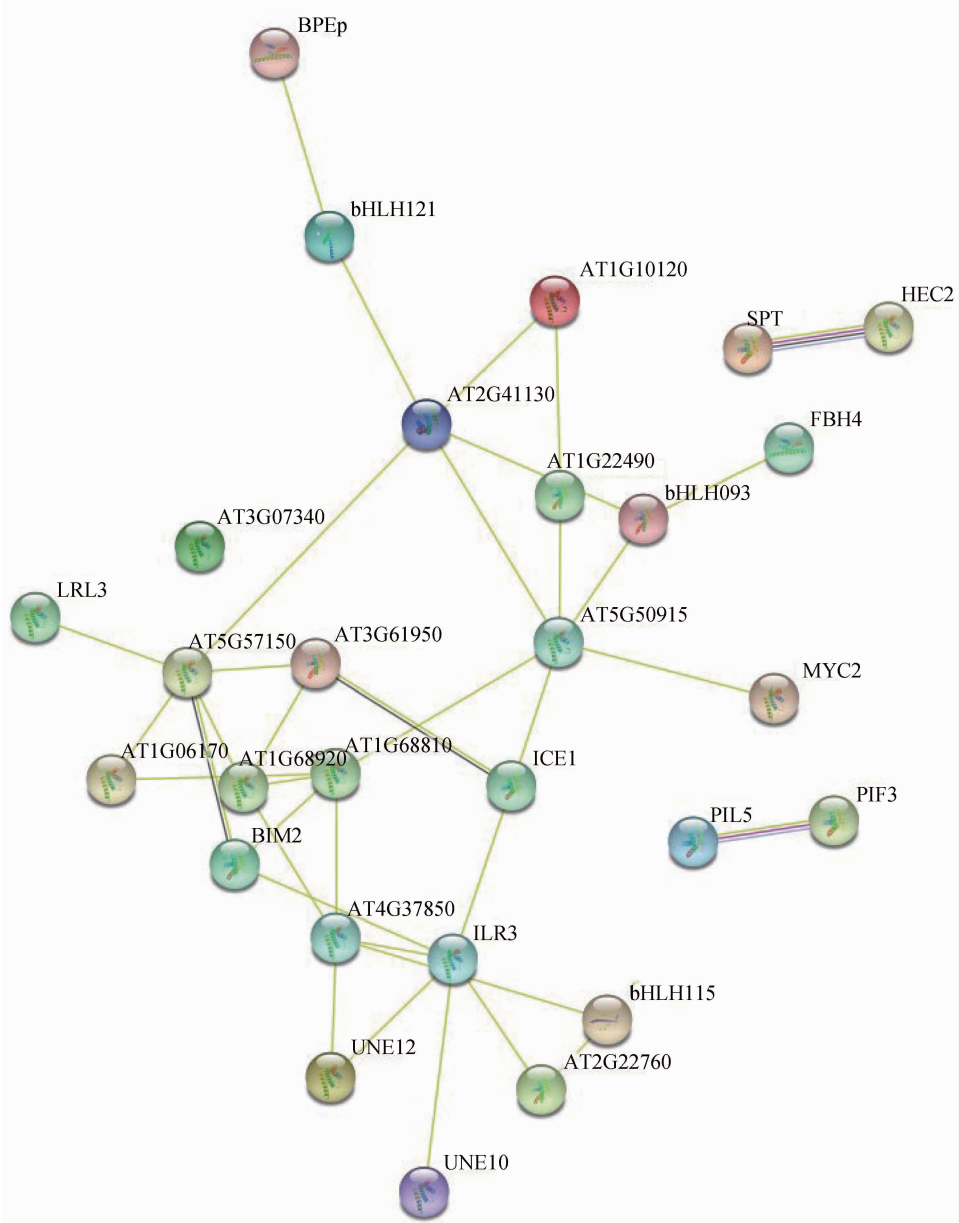 BPEp
bHLH121
AT1G10120
HEC2
SPT
AT2G41130
FBH4
AT1G22490
bHLH093
AT3G07340
LRL3
AT5G50915
AT3G61950
AT5G57150
MYC2
AT1G68810
AT1G06170
AT1G68920
ICE1
PIF3
PIL5
BIM2
AT4G37850
ILR3
bHLH115
UNE12
AT2G22760
UNE10